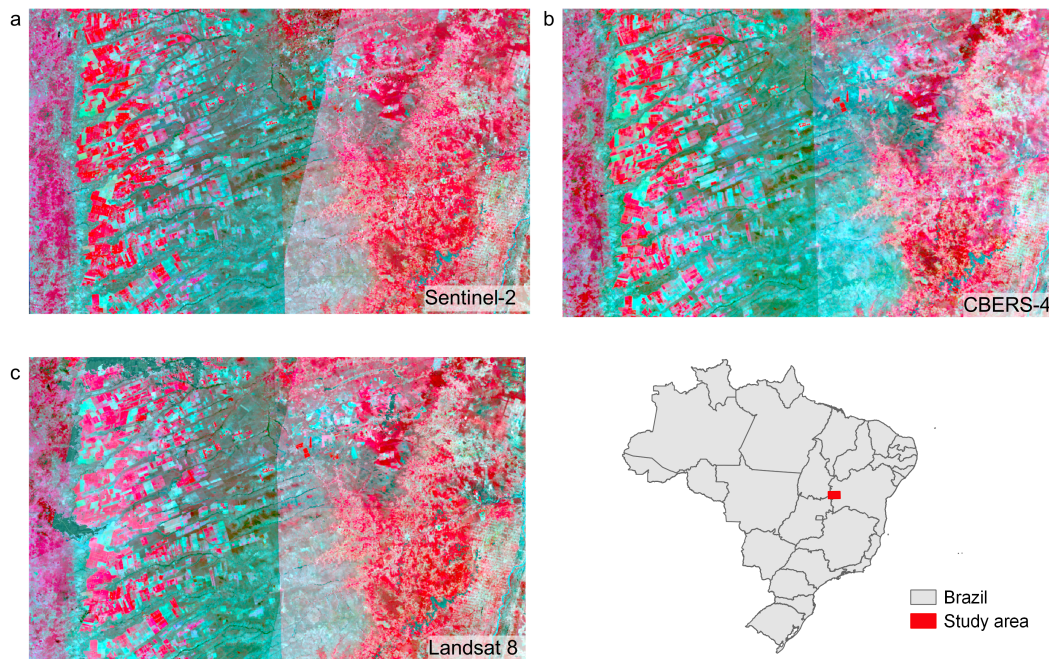 a
b
Sentinel-2
CBERS-4
c
Landsat 8
Brazil
Study area